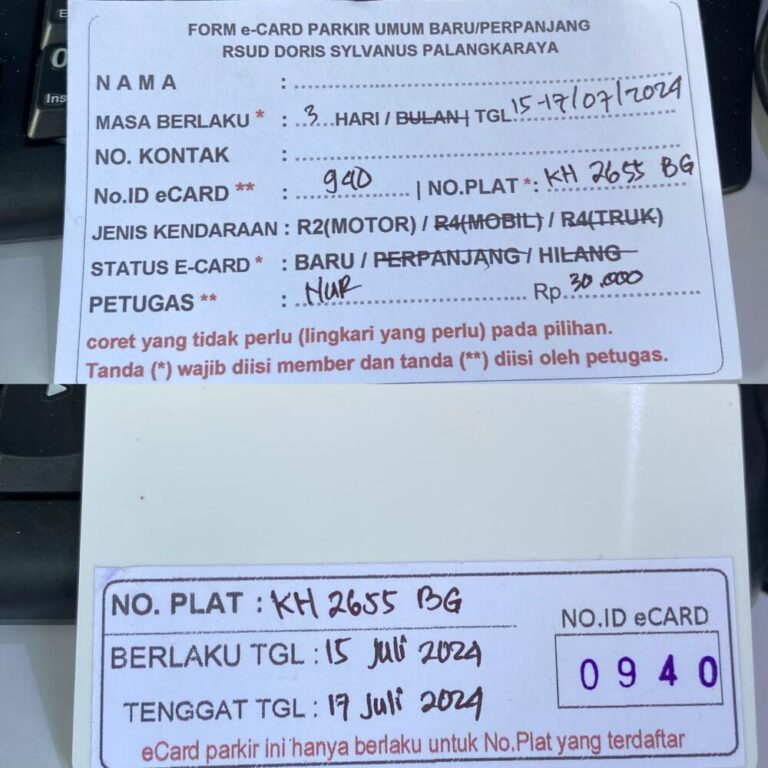 FORM e-CARD PARKIR UMUM BARU/PERPANJANG
RSUD DORIS SYLVANUS PALANGKARAYA
NAMA :
MASA BERLAKU * : 3 HARI / BULAN | TGL. 15-17/07/2024
NO. KONTAK :
No.ID eCARD ** : 940 | NO.PLAT *: KH 2655 BG
JENIS KENDARAAN : R2(MOTOR) / R4(MOBIL) / R4(TRUK)
STATUS E-CARD * : BARU / PERPANJANG / HILANG
PETUGAS ** : NUR Rp. 30.000
coret yang tidak perlu (lingkari yang perlu) pada pilihan.
Tanda (*) wajib diisi member dan tanda (**) diisi oleh petugas.
NO. PLAT : KH 2655 BG
BERLAKU TGL : 15 Juli 2024
TENGGAT TGL : 17 Juli 2024
NO.ID eCARD
0940
eCard parkir ini hanya berlaku untuk No.Plat yang terdaftar